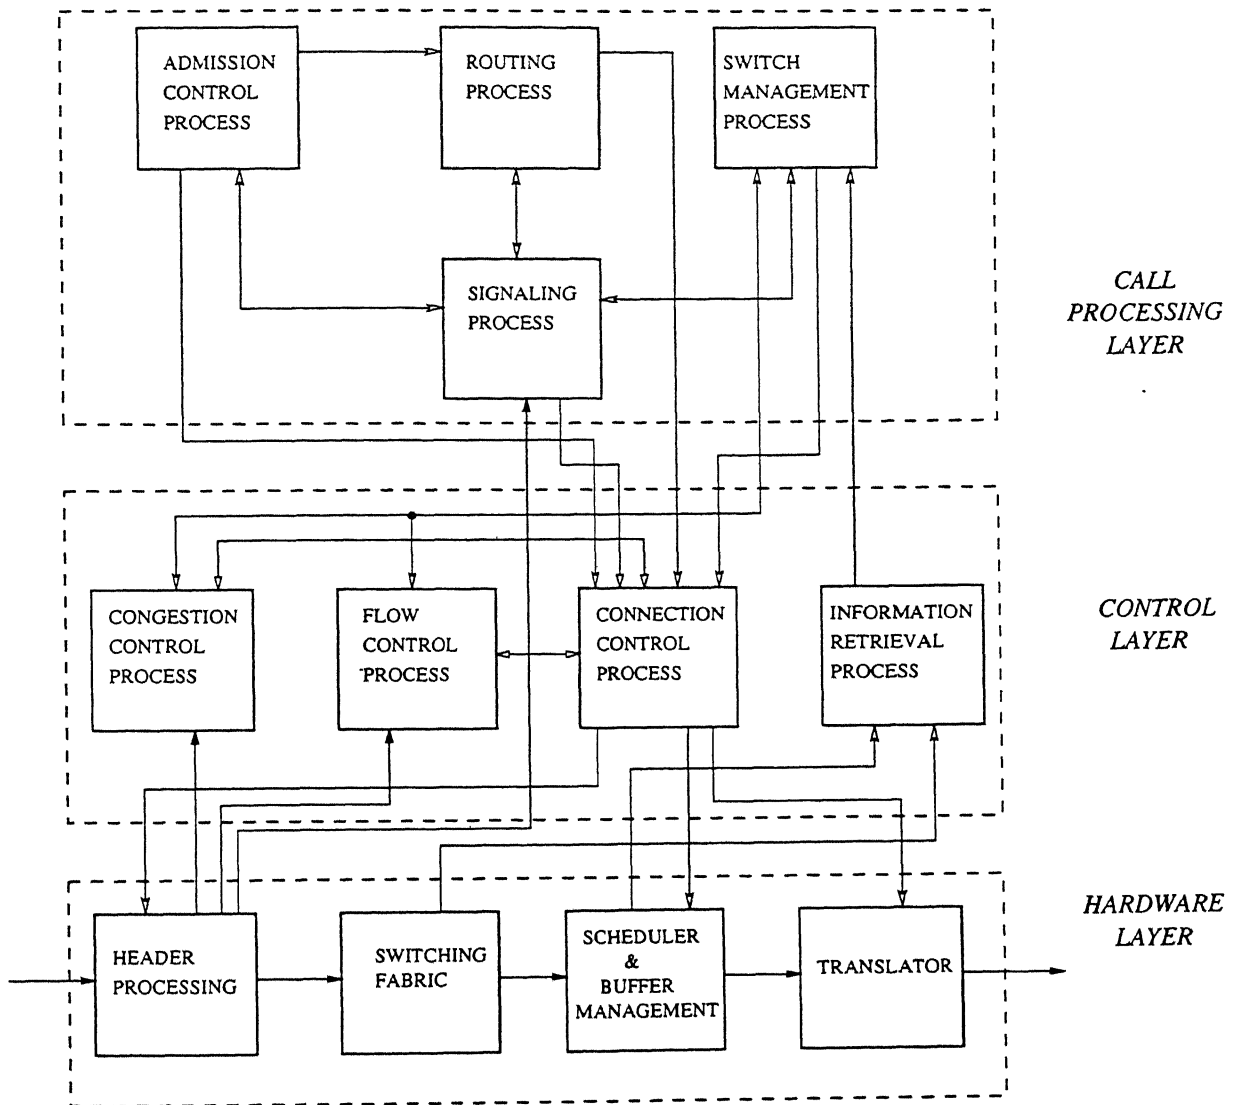 ADMISSION
CONTROL
PROCESS
ROUTING
PROCESS
SWITCH
MANAGEMENT
PROCESS
SIGNALING
PROCESS
CALL
PROCESSING
LAYER
CONGESTION
CONTROL
PROCESS
FLOW
CONTROL
PROCESS
CONNECTION
CONTROL
PROCESS
INFORMATION
RETRIEVAL
PROCESS
CONTROL
LAYER
HEADER
PROCESSING
SWITCHING
FABRIC
SCHEDULER
&
BUFFER
MANAGEMENT
TRANSLATOR
HARDWARE
LAYER